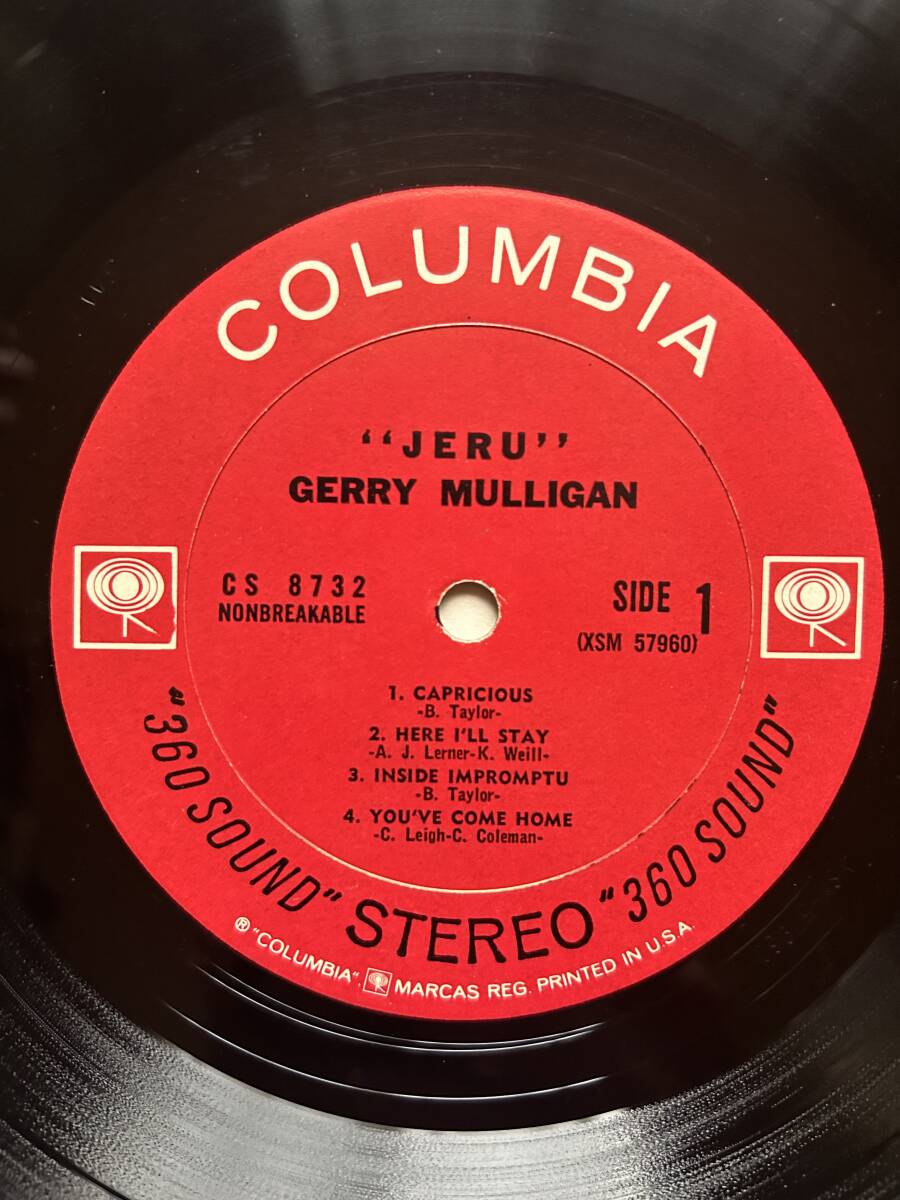 COLUMBIA
"JERU"
GERRY MULLIGAN
CS 8732
NONBREAKABLE
SIDE 1
(XSM 57960)
1. CAPRICIOUS
-B. Taylor-
2. HERE I'LL STAY
-A. J. Lerner-K. Weill-
3. INSIDE IMPROMPTU
-B. Taylor-
4. YOU'VE COME HOME
-C. Leigh-C. Coleman-
"360 SOUND" STEREO "360 SOUND"
® "COLUMBIA", MARCAS REG. PRINTED IN U.S.A.